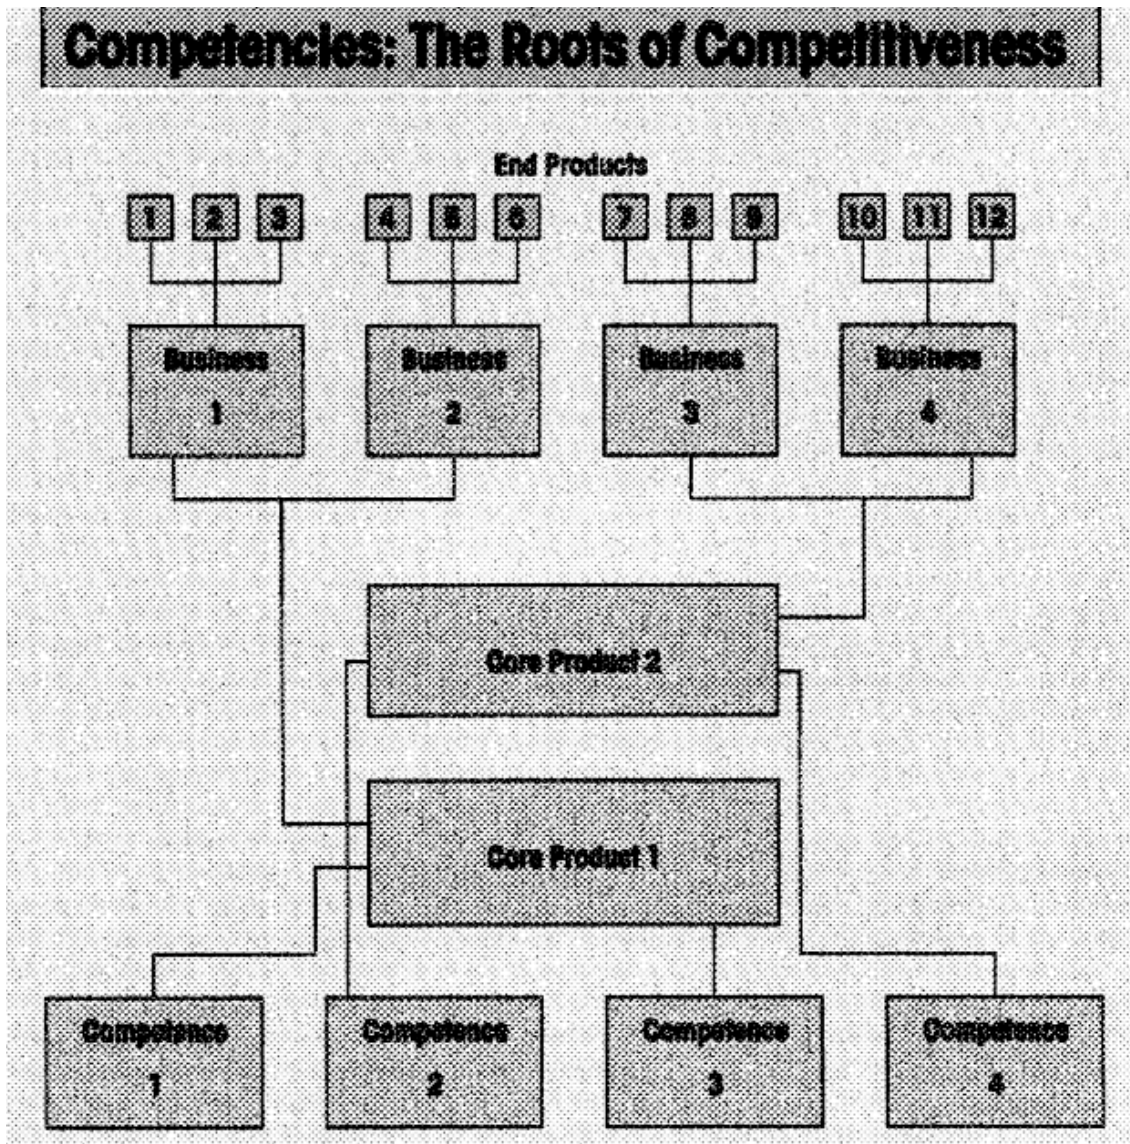 Competencies: The Roots of Competitiveness
End Products
1 2 3 4 5 6 7 8 9 10 11 12
Business Business Business Business
1 2 3 4
Core Product 2
Core Product 1
Competence Competence Competence Competence
1 2 3 4